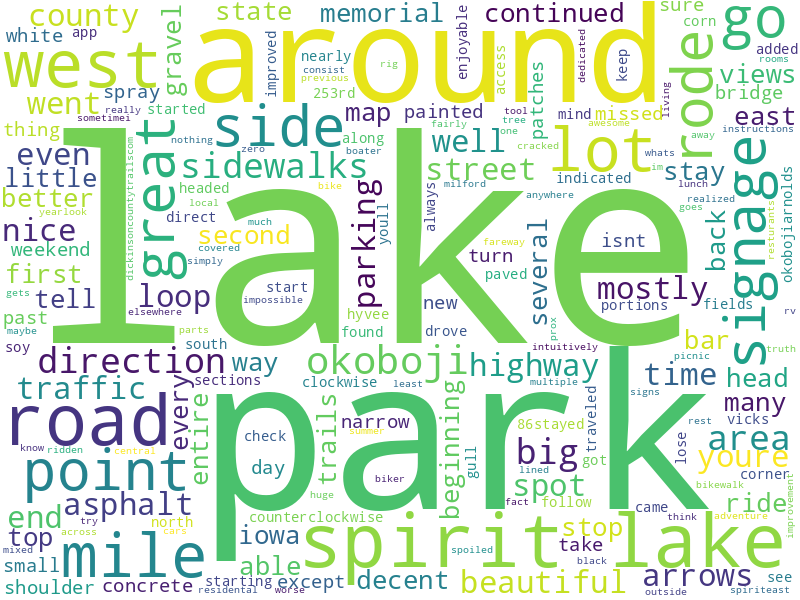 county
white
app
gravel
state
memorial
nearly
improved
around
consist
previous
rig
enjoyable
continued
access
dedicated
keep
sure
corn
go
added
rooms
west
went
spray
started
253rd
map
painted
views
bridge
thing
really
sometimei
nothing
side
along
boater
well
tool
tree
one
fairly
awesome
patches
mind
missed
living
rode
east
away
instructions
even
little
great
sidewalks
zero
street
cracked
lot
indicated
whats
im
stay
lunch
realized
better
yearlook
headed
local
bike
parking
always
milford
anywhere
goes
signage
resturants
okobojiarnolds
nice
dickinsoncountytrailscom
direct
much
youll
lake
second
covered
simply
turn
fareway
several
isnt
back
weekend
first
tell
gets
loop
start
impossible
hyvee
new
paved
mostly
portions
fields
rv
past
maybe
elsewhere
parts
found
drove
prox
bar
picnic
truth
soy
south
intuitively
direction
way
okoboji
highway
time
head
traffic
every
sections
clockwise
least
multiple
signs
many
vicks
road
entire
trails
narrow
summer
beginning
86stayed
traveled
rest
know
ridden
central
check
day
biker
park
gull
lined
big
got
lose
area
youre
corner
point
asphalt
huge
spot
fact
follow
bikewalk
ride
improvement
end
try
north
across
cars
counterclockwise
came
think
adventure
top
mixed
mile
iowa
able
spirit lake
spoiled
stop
black
take
arrows
see
small
shoulder
concrete
residental
starting
worse
except
decent
beautiful
outside
spiriteast